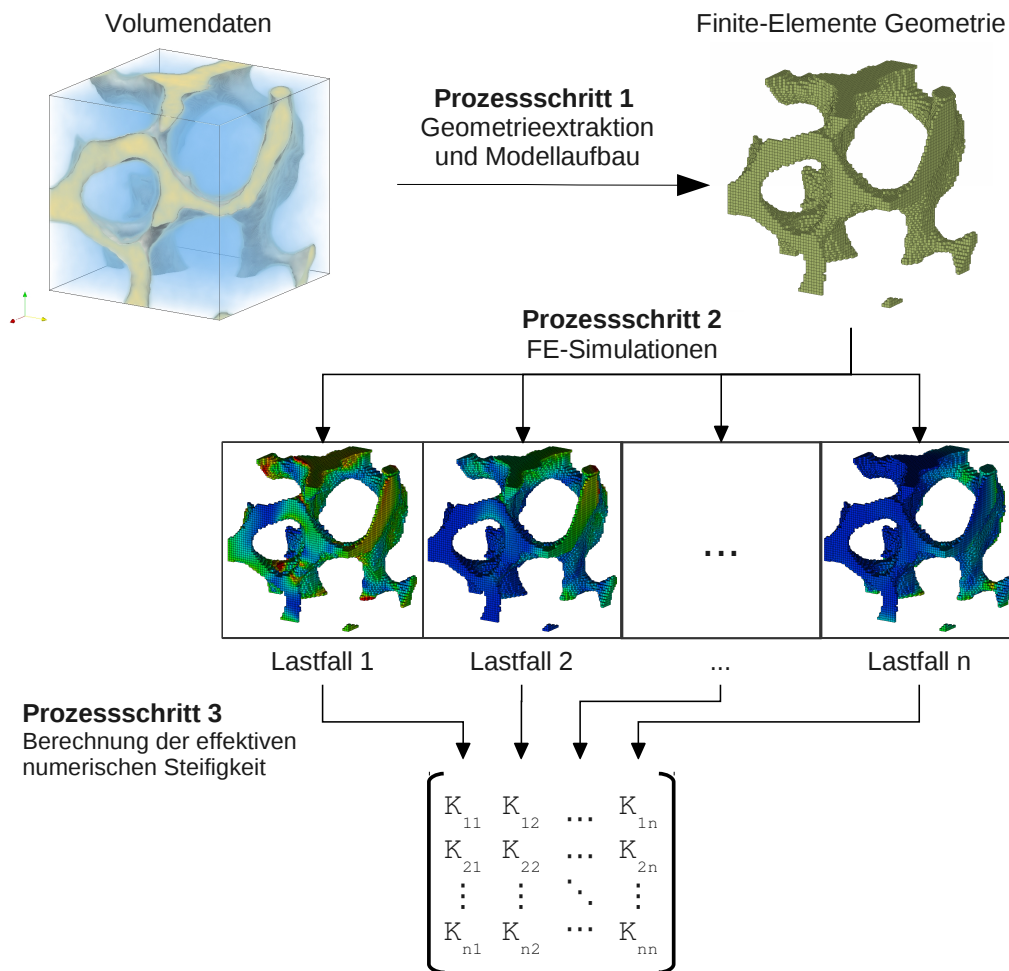 Volumendaten
Finite-Elemente Geometrie
Prozessschritt 1
Geometrieextraktion
und Modellaufbau
Prozessschritt 2
FE-Simulationen
...
Lastfall 1
Lastfall 2
...
Lastfall n
Prozessschritt 3
Berechnung der effektiven
numerischen Steifigkeit
K11 K12 ... K1n
K21 K22 ... K2n
⋮ ⋮ ⋱ ⋮
Kn1 Kn2 ... Knn